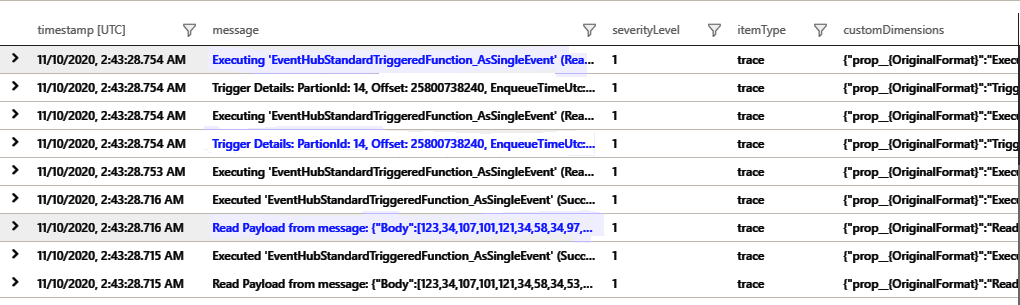 timestamp [UTC] message severityLevel itemType customDimensions
11/10/2020, 2:43:28.754 AM Executing 'EventHubStandardTriggeredFunction_AsSingleEvent' (Rea... 1 trace {"prop__{OriginalFormat}":"Execu
11/10/2020, 2:43:28.754 AM Trigger Details: PartionId: 14, Offset: 25800738240, EnqueueTimeUtc:... 1 trace {"prop__{OriginalFormat}":"Trigg
11/10/2020, 2:43:28.754 AM Executing 'EventHubStandardTriggeredFunction_AsSingleEvent' (Rea... 1 trace {"prop__{OriginalFormat}":"Execu
11/10/2020, 2:43:28.754 AM Trigger Details: PartionId: 14, Offset: 25800738240, EnqueueTimeUtc:... 1 trace {"prop__{OriginalFormat}":"Trigg
11/10/2020, 2:43:28.753 AM Executing 'EventHubStandardTriggeredFunction_AsSingleEvent' (Rea... 1 trace {"prop__{OriginalFormat}":"Execu
11/10/2020, 2:43:28.716 AM Executed 'EventHubStandardTriggeredFunction_AsSingleEvent' (Succ... 1 trace {"prop__{OriginalFormat}":"Execu
11/10/2020, 2:43:28.716 AM Read Payload from message: {"Body":[123,34,107,101,121,34,58,34,97,... 1 trace {"prop__{OriginalFormat}":"Read
11/10/2020, 2:43:28.715 AM Executed 'EventHubStandardTriggeredFunction_AsSingleEvent' (Succ... 1 trace {"prop__{OriginalFormat}":"Execu
11/10/2020, 2:43:28.715 AM Read Payload from message: {"Body":[123,34,107,101,121,34,58,34,53,... 1 trace {"prop__{OriginalFormat}":"Read